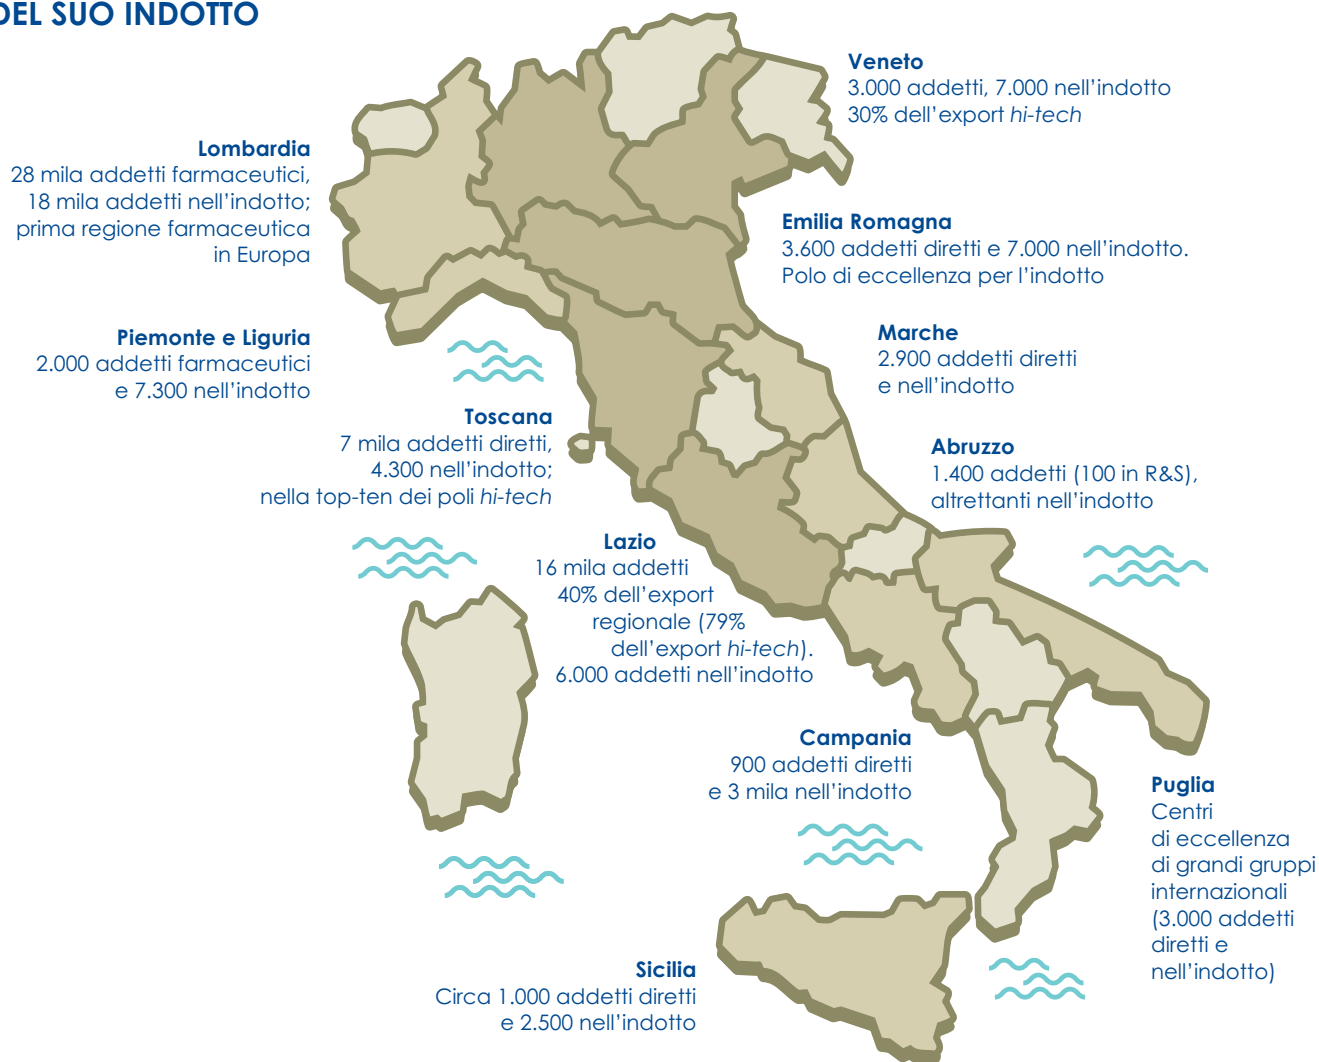 DEL SUO INDOTTO
Veneto
3.000 addetti, 7.000 nell'indotto
30% dell'export hi-tech
Lombardia
28 mila addetti farmaceutici,
18 mila addetti nell'indotto;
prima regione farmaceutica
in Europa
Emilia Romagna
3.600 addetti diretti e 7.000 nell'indotto.
Polo di eccellenza per l'indotto
Piemonte e Liguria
2.000 addetti farmaceutici
e 7.300 nell'indotto
Marche
2.900 addetti diretti
e nell'indotto
Toscana
7 mila addetti diretti,
4.300 nell'indotto;
nella top-ten dei poli hi-tech
Abruzzo
1.400 addetti (100 in R&S),
altrettanti nell'indotto
Lazio
16 mila addetti
40% dell'export
regionale (79%
dell'export hi-tech).
6.000 addetti nell'indotto
Campania
900 addetti diretti
e 3 mila nell'indotto
Puglia
Centri
di eccellenza
di grandi gruppi
internazionali
(3.000 addetti
diretti e
nell'indotto)
Sicilia
Circa 1.000 addetti diretti
e 2.500 nell'indotto